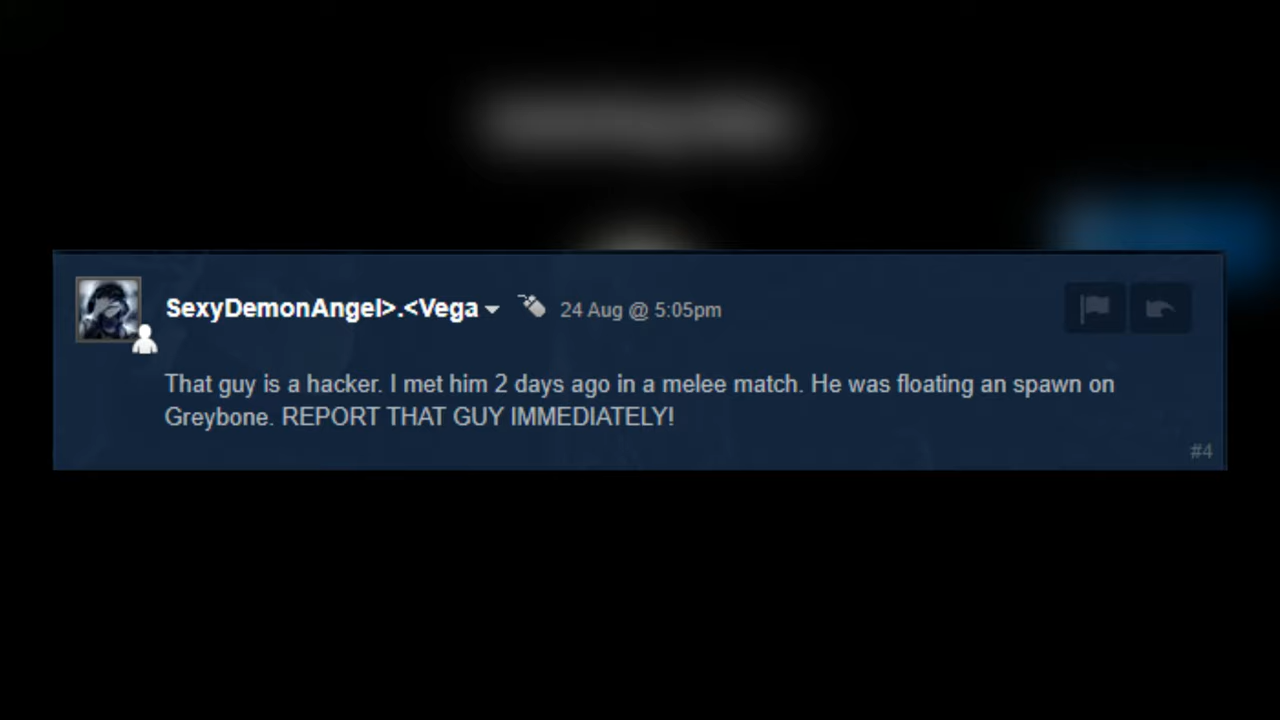 SexyDemonAngel>.<Vega 24 Aug @ 5:05pm
That guy is a hacker. I met him 2 days ago in a melee match. He was floating an spawn on
Greybone. REPORT THAT GUY IMMEDIATELY!
#4